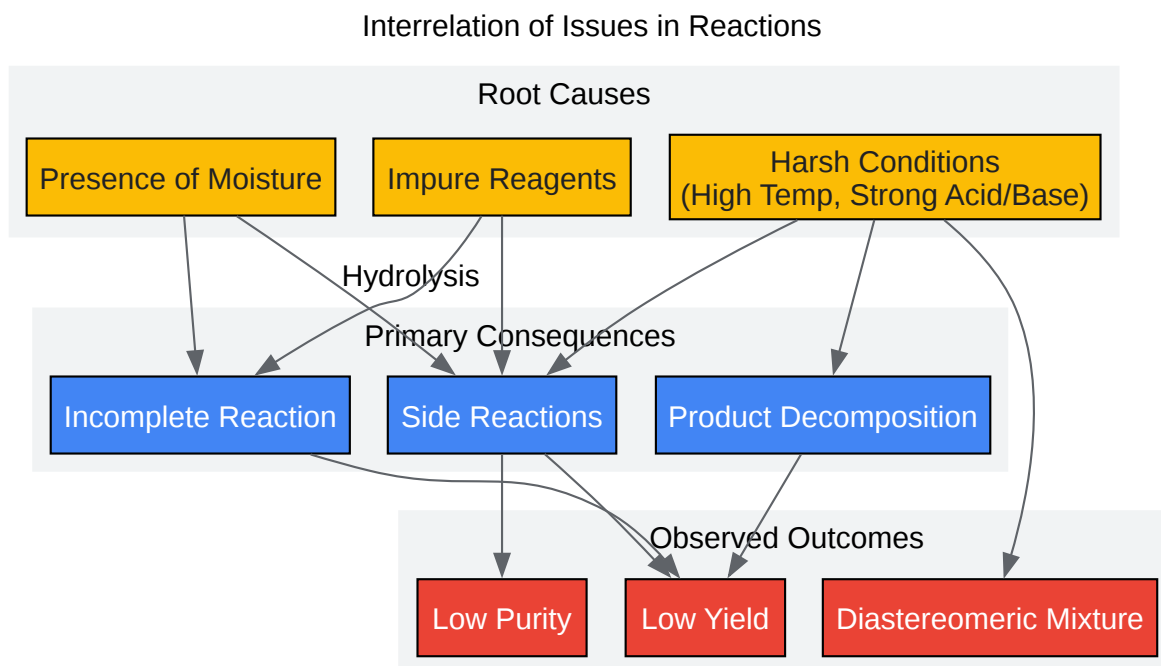 Interrelation of Issues in Reactions
Root Causes
Presence of Moisture
Impure Reagents
Harsh Conditions
(High Temp, Strong Acid/Base)
Hydrolysis
Primary Consequences
Incomplete Reaction
Side Reactions
Product Decomposition
Observed Outcomes
Low Purity
Low Yield
Diastereomeric Mixture